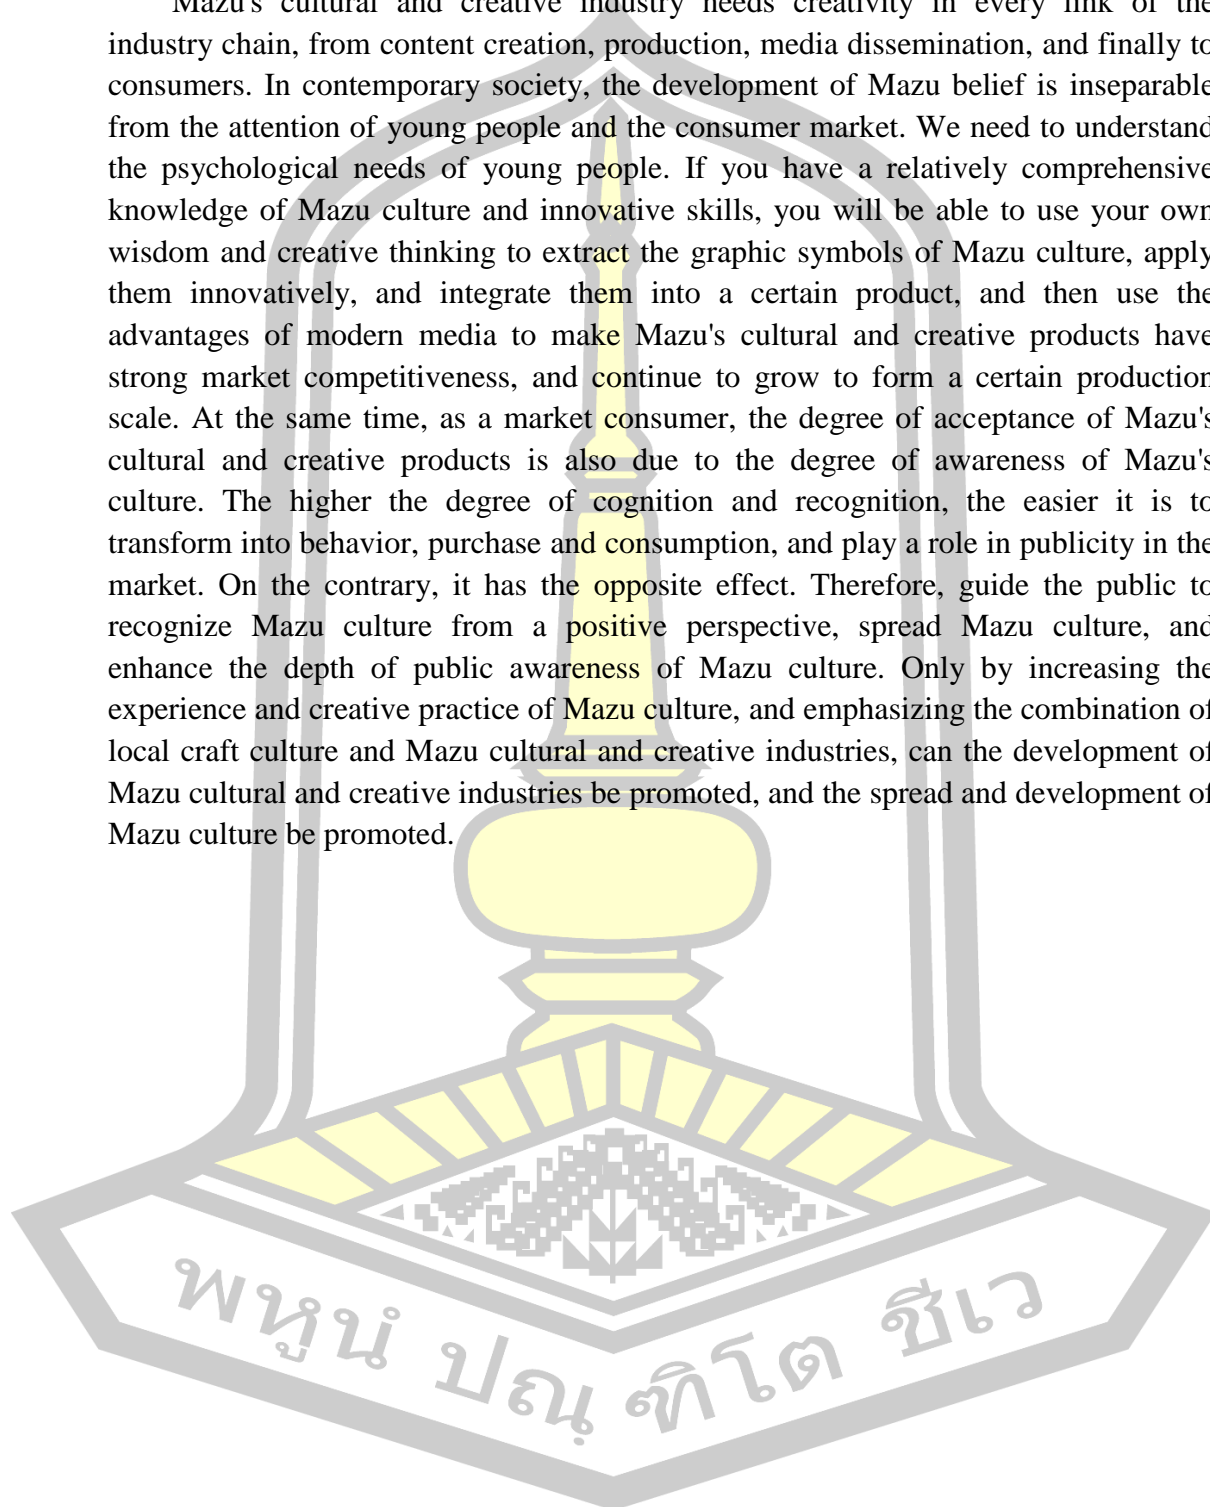 Mazu's cultural and creative industry needs creativity in every link of the
industry chain, from content creation, production, media dissemination, and finally to
consumers. In contemporary society, the development of Mazu belief is inseparable
from the attention of young people and the consumer market. We need to understand
the psychological needs of young people. If you have a relatively comprehensive
knowledge of Mazu culture and innovative skills, you will be able to use your own
wisdom and creative thinking to extract the graphic symbols of Mazu culture, apply
them innovatively, and integrate them into a certain product, and then use the
advantages of modern media to make Mazu's cultural and creative products have
strong market competitiveness, and continue to grow to form a certain production
scale. At the same time, as a market consumer, the degree of acceptance of Mazu's
cultural and creative products is also due to the degree of awareness of Mazu's
culture. The higher the degree of cognition and recognition, the easier it is to
transform into behavior, purchase and consumption, and play a role in publicity in the
market. On the contrary, it has the opposite effect. Therefore, guide the public to
recognize Mazu culture from a positive perspective, spread Mazu culture, and
enhance the depth of public awareness of Mazu culture. Only by increasing the
experience and creative practice of Mazu culture, and emphasizing the combination of
local craft culture and Mazu cultural and creative industries, can the development of
Mazu cultural and creative industries be promoted, and the spread and development of
Mazu culture be promoted.
พหูนํ ปณฺฑิโต ชีเว